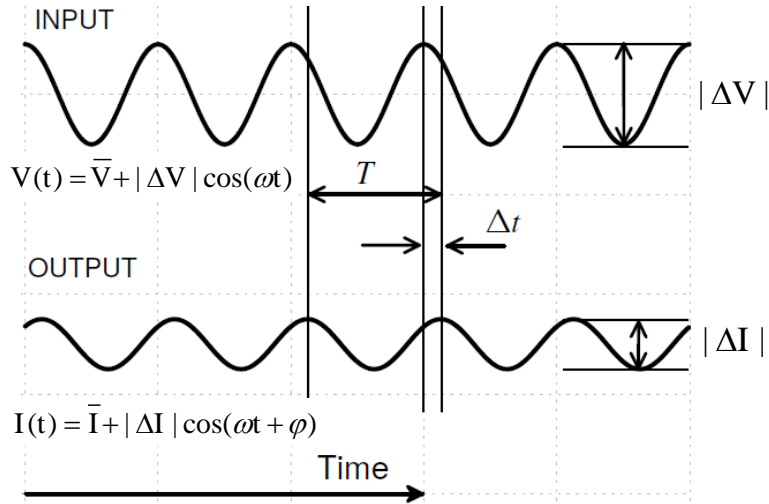 INPUT
| ΔV |
V(t) = V̅ + | ΔV | cos(ωt)
T
Δt
OUTPUT
| ΔI |
I(t) = I̅ + | ΔI | cos(ωt + φ)
Time